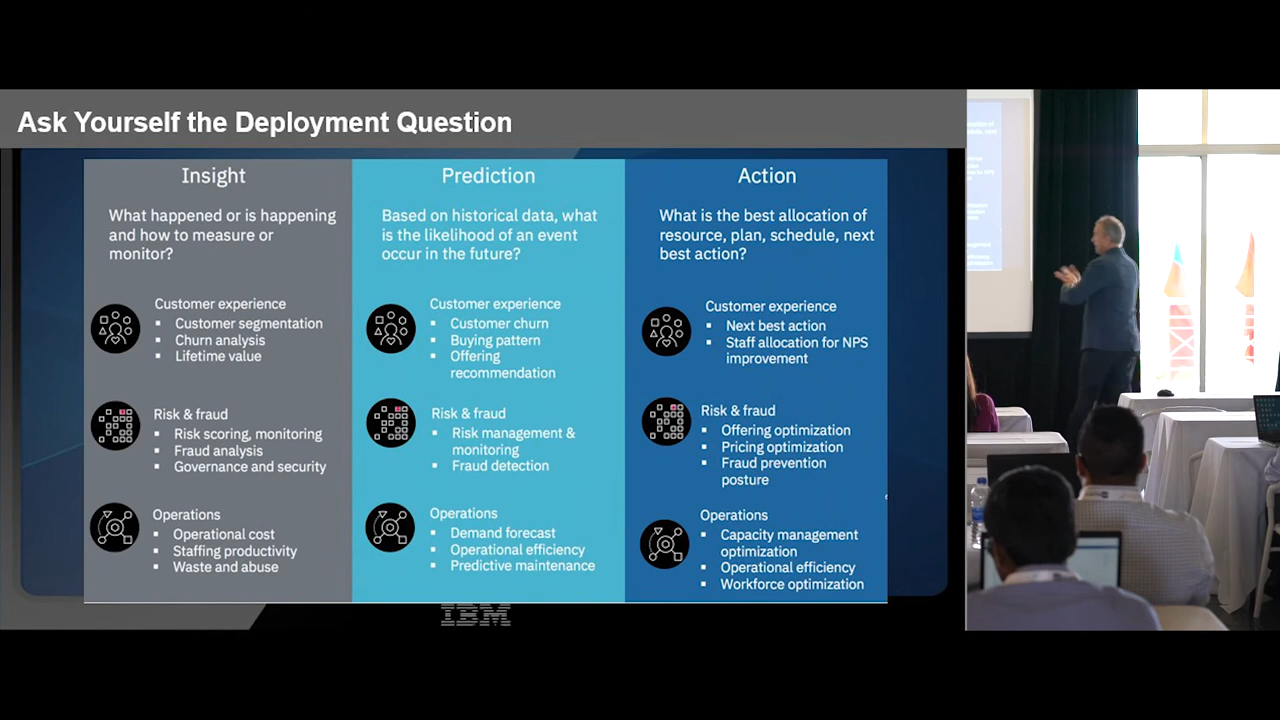 Ask Yourself the Deployment Question
Insight
What happened or is happening
and how to measure or
monitor?
Customer experience
▪ Customer segmentation
▪ Churn analysis
▪ Lifetime value
Risk & fraud
▪ Risk scoring, monitoring
▪ Fraud analysis
▪ Governance and security
Operations
▪ Operational cost
▪ Staffing productivity
▪ Waste and abuse
Prediction
Based on historical data, what
is the likelihood of an event
occur in the future?
Customer experience
▪ Customer churn
▪ Buying pattern
▪ Offering
recommendation
Risk & fraud
▪ Risk management &
monitoring
▪ Fraud detection
Operations
▪ Demand forecast
▪ Operational efficiency
▪ Predictive maintenance
Action
What is the best allocation of
resource, plan, schedule, next
best action?
Customer experience
▪ Next best action
▪ Staff allocation for NPS
improvement
Risk & fraud
▪ Offering optimization
▪ Pricing optimization
▪ Fraud prevention
posture
Operations
▪ Capacity management
optimization
▪ Operational efficiency
▪ Workforce optimization
IBM